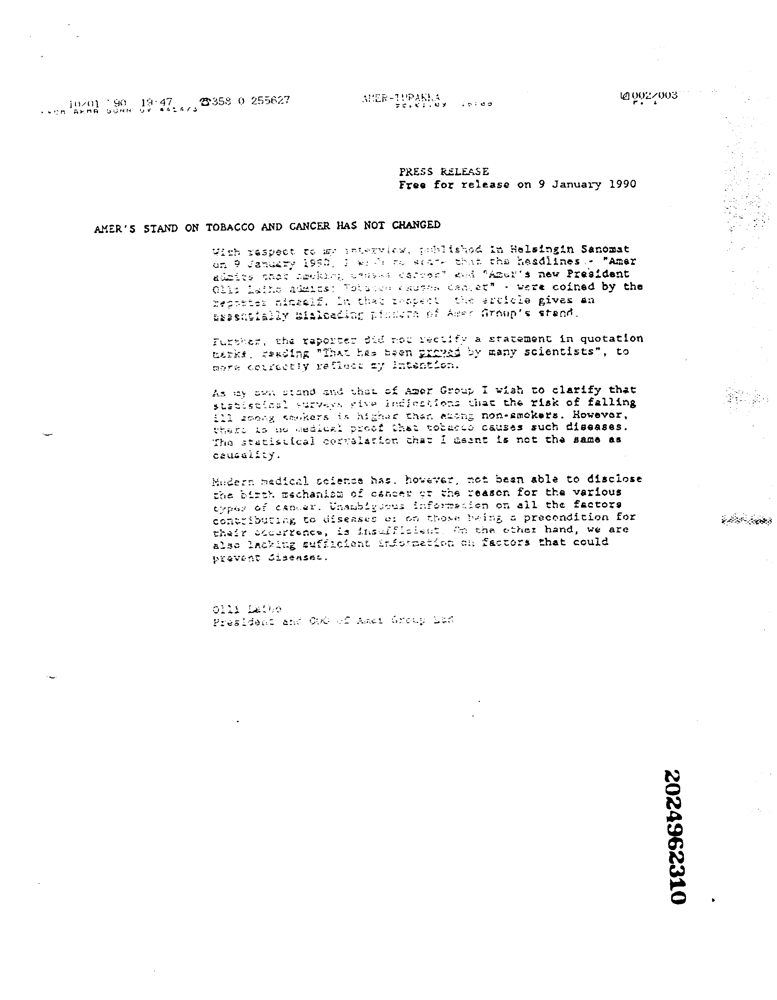 10/01 '90 19:47 ☎358 0 255627 AMER-TUPAKKA 002/003
PRESS RELEASE
Free for release on 9 January 1990
AMER'S STAND ON TOBACCO AND CANCER HAS NOT CHANGED
With respect to my interview, published in Helsingin Sanomat
on 9 January 1990, I wish to state that the headlines - "Amer
admits that smoking causes cancer" and "Amer's new President
Olli Laiho admits: Tobacco causes cancer" - were coined by the
reporter himself. In that respect the article gives an
essentially misleading picture of Amer Group's stand.
Further, the reporter did not rectify a statement in quotation
marks, reading "That has been proved by many scientists", to
more correctly reflect my intention.
As my own stand and that of Amer Group I wish to clarify that
statistical surveys give indications that the risk of falling
ill among smokers is higher than among non-smokers. However,
there is no medical proof that tobacco causes such diseases.
The statistical correlation that I meant is not the same as
causality.
Modern medical science has, however, not been able to disclose
the birth mechanism of cancer or the reason for the various
types of cancer. Unambiguous information on all the factors
contributing to diseases or on those being a precondition for
their occurrence, is insufficient. On the other hand, we are
also lacking sufficient information on factors that could
prevent diseases.
Olli Laiho
President and COO of Amer Group Ltd
2024962310